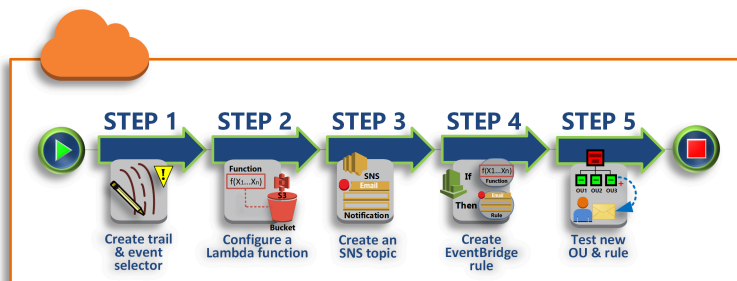 STEP 1
STEP 2
STEP 3
STEP 4
STEP 5
!
Function
f(X1...Xn)
S3
Bucket
SNS
Email
Notification
If
f(X1...Xn)
Function
Then
Email
Rule
OU1 OU2 OU3
+
Create trail
& event
selector
Configure a
Lambda function
Create an
SNS topic
Create
EventBridge
rule
Test new
OU & rule